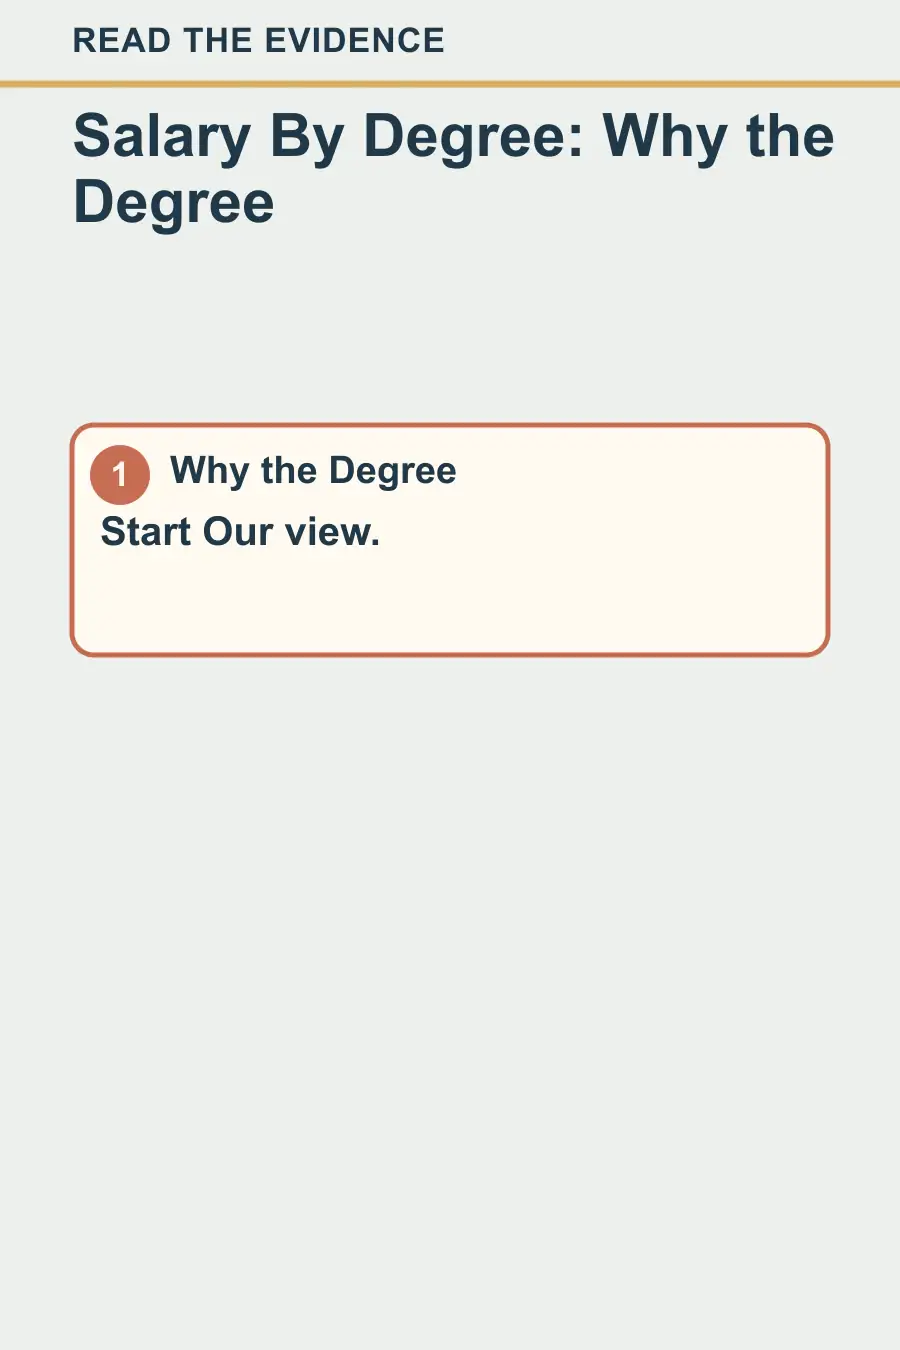 READ THE EVIDENCE
Salary By Degree: Why the
Degree
1 Why the Degree
Start Our view.